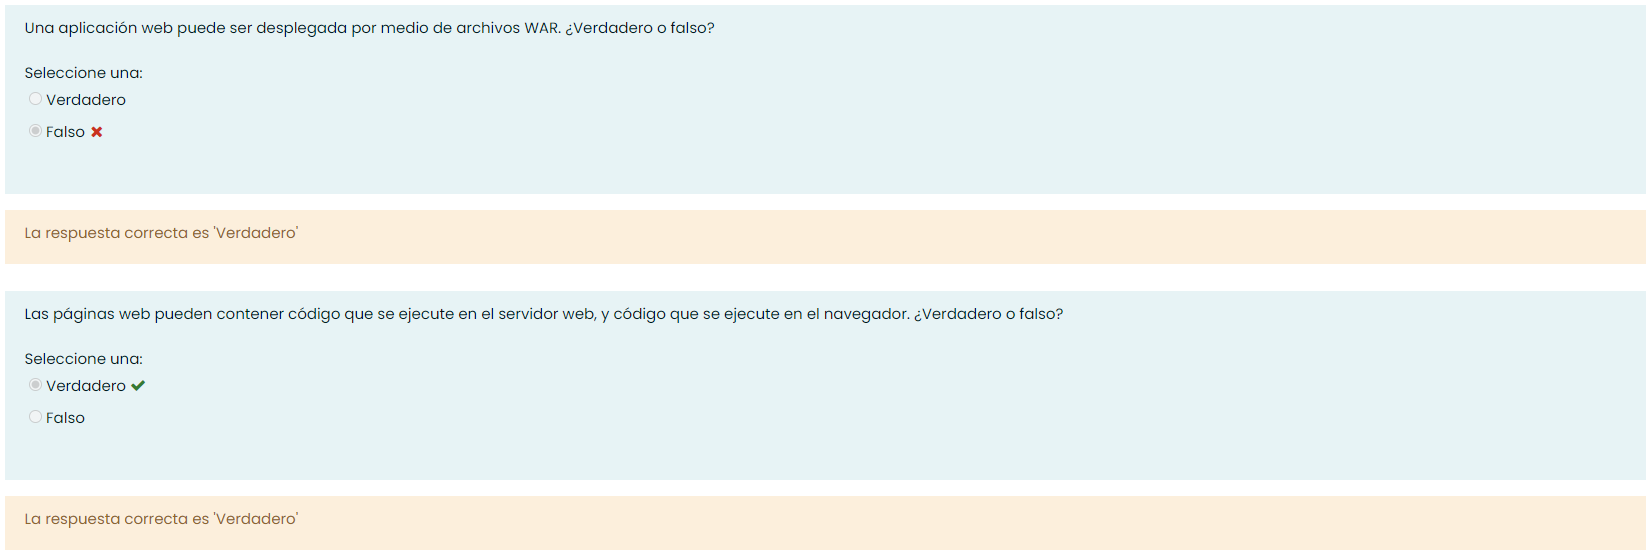 Una aplicación web puede ser desplegada por medio de archivos WAR. ¿Verdadero o falso?
Seleccione una:
Verdadero
Falso
La respuesta correcta es 'Verdadero'
Las páginas web pueden contener código que se ejecute en el servidor web, y código que se ejecute en el navegador. ¿Verdadero o falso?
Seleccione una:
Verdadero
Falso
La respuesta correcta es 'Verdadero'